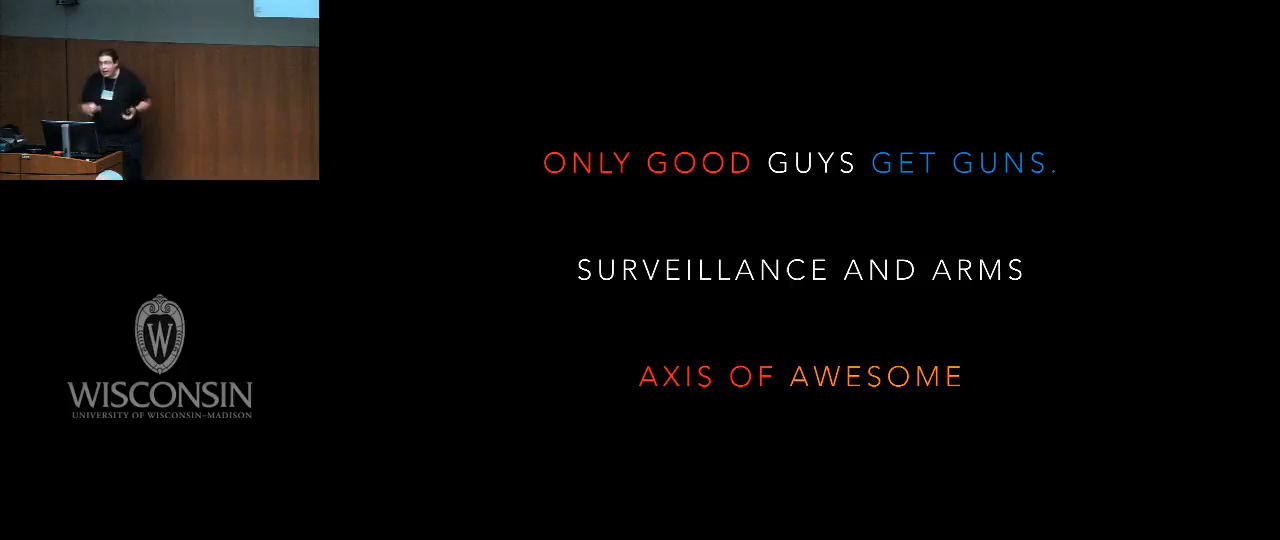 ONLY GOOD GUYS GET GUNS.
SURVEILLANCE AND ARMS
AXIS OF AWESOME
W
WISCONSIN
UNIVERSITY OF WISCONSIN–MADISON